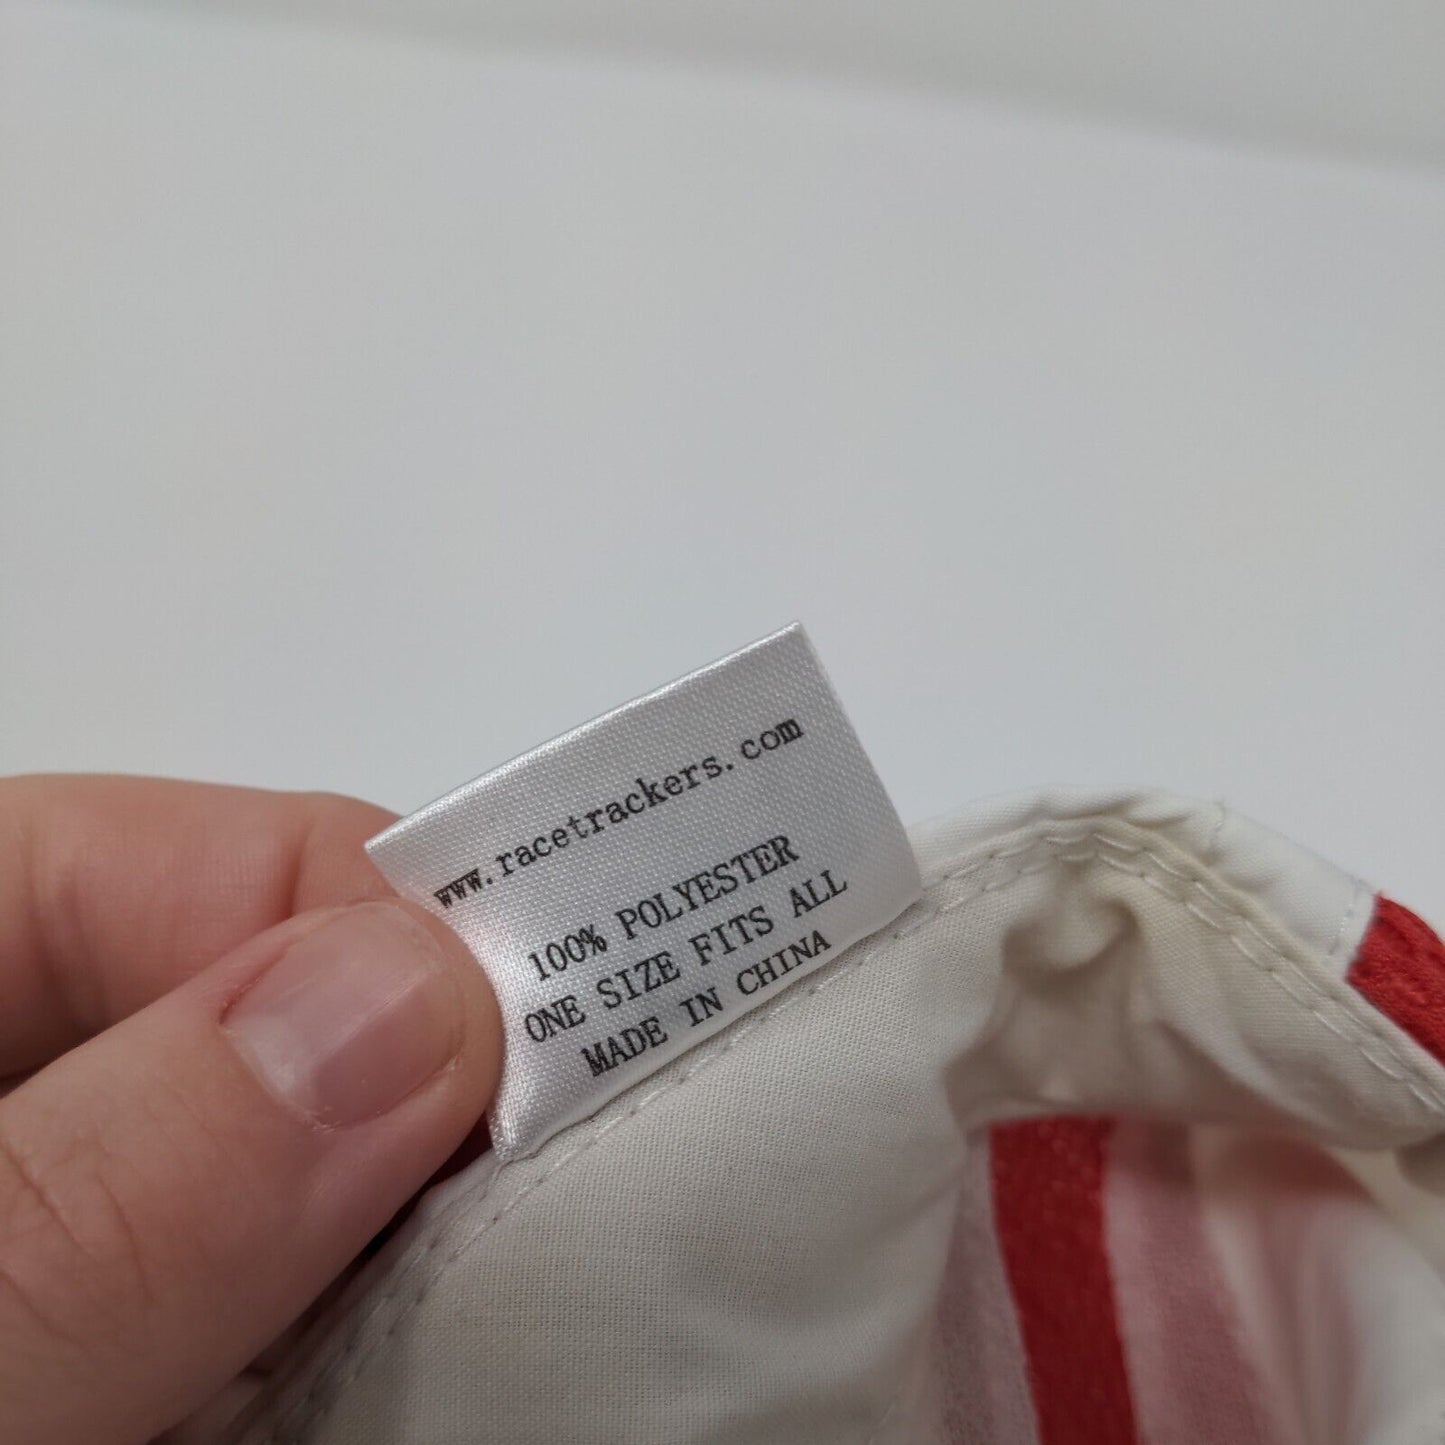 www.racetrackers.com
100% POLYESTER
ONE SIZE FITS ALL
MADE IN CHINA